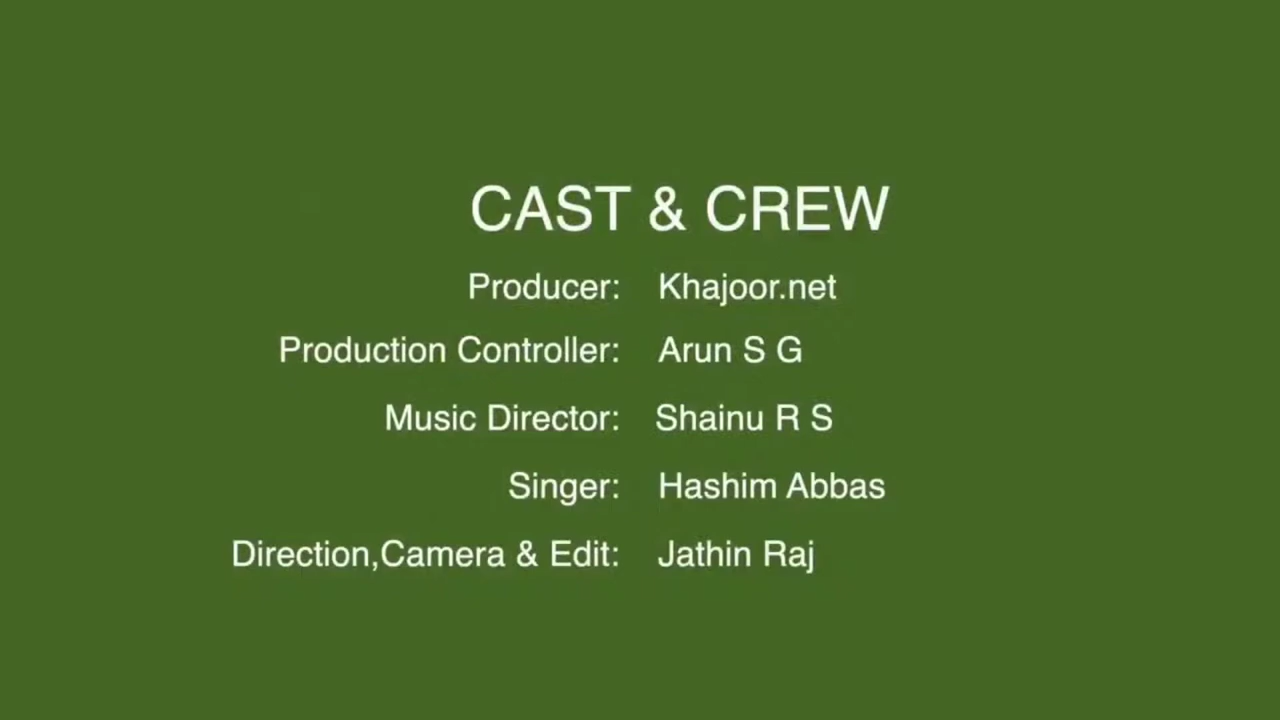 CAST & CREW
Producer: Khajoor.net
Production Controller: Arun S G
Music Director: Shainu R S
Singer: Hashim Abbas
Direction,Camera & Edit: Jathin Raj